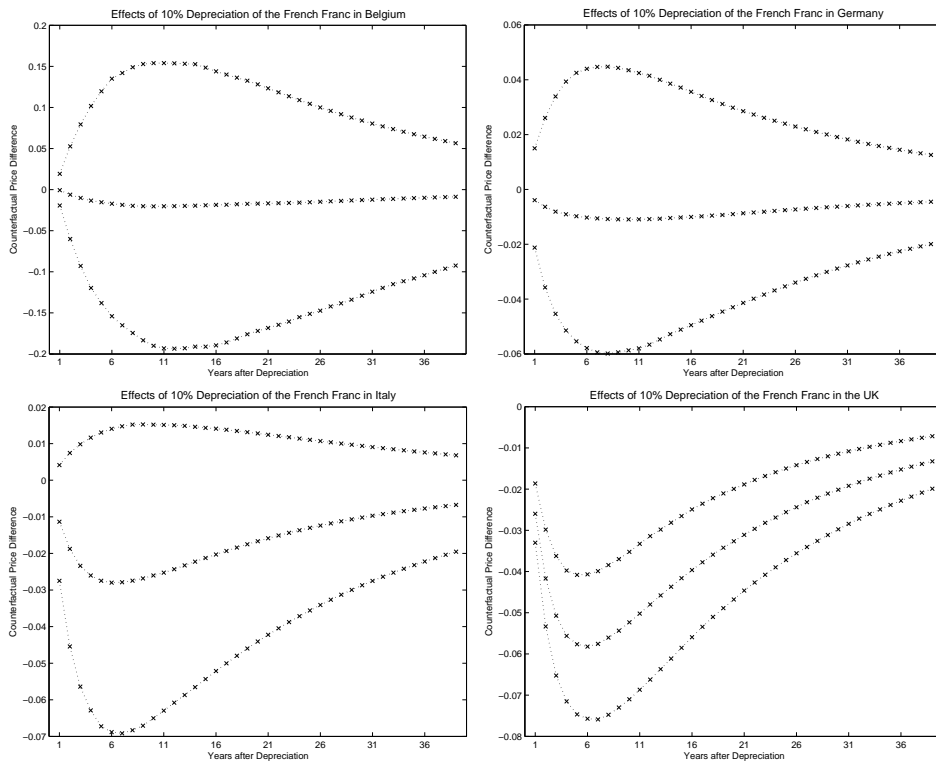 Effects of 10% Depreciation of the French Franc in Belgium
0.2
0.15
0.1
0.05
0
−0.05
−0.1
−0.15
−0.2
Counterfactual Price Difference
1 6 11 16 21 26 31 36
Years after Depreciation
Effects of 10% Depreciation of the French Franc in Germany
0.06
0.04
0.02
0
−0.02
−0.04
−0.06
Counterfactual Price Difference
1 6 11 16 21 26 31 36
Years after Depreciation
Effects of 10% Depreciation of the French Franc in Italy
0.02
0.01
0
−0.01
−0.02
−0.03
−0.04
−0.05
−0.06
−0.07
Counterfactual Price Difference
1 6 11 16 21 26 31 36
Years after Depreciation
Effects of 10% Depreciation of the French Franc in the UK
0
−0.01
−0.02
−0.03
−0.04
−0.05
−0.06
−0.07
−0.08
Counterfactual Price Difference
1 6 11 16 21 26 31 36
Years after Depreciation